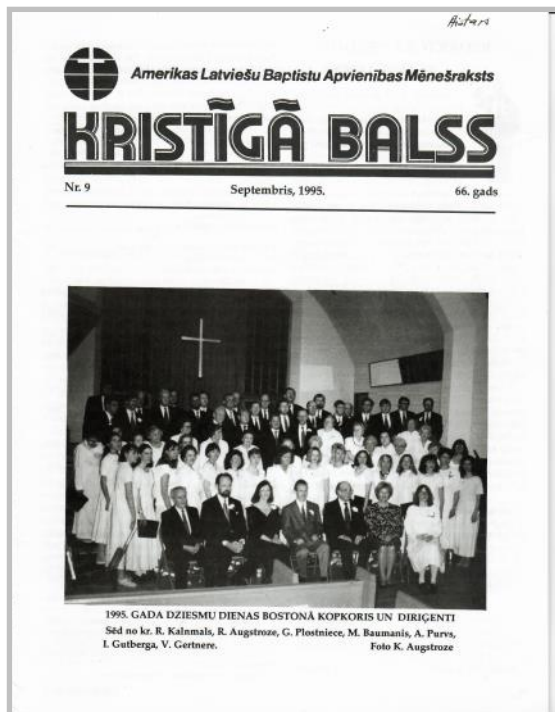 Amerikas Latviešu Baptistu Apvienības Mēnešraksts
KRISTĪGĀ BALSS
Nr. 9 Septembris, 1995. 66. gads
1995. GADA DZIESMU DIENAS BOSTONĀ KOPKORIS UN DIRIĢENTI
Sēd no kr. R. Kalnmals, R. Augstroze, G. Plostniece, M. Baumanis, A. Purvs,
I. Gutberga, V. Gertnere. Foto K. Augstroze